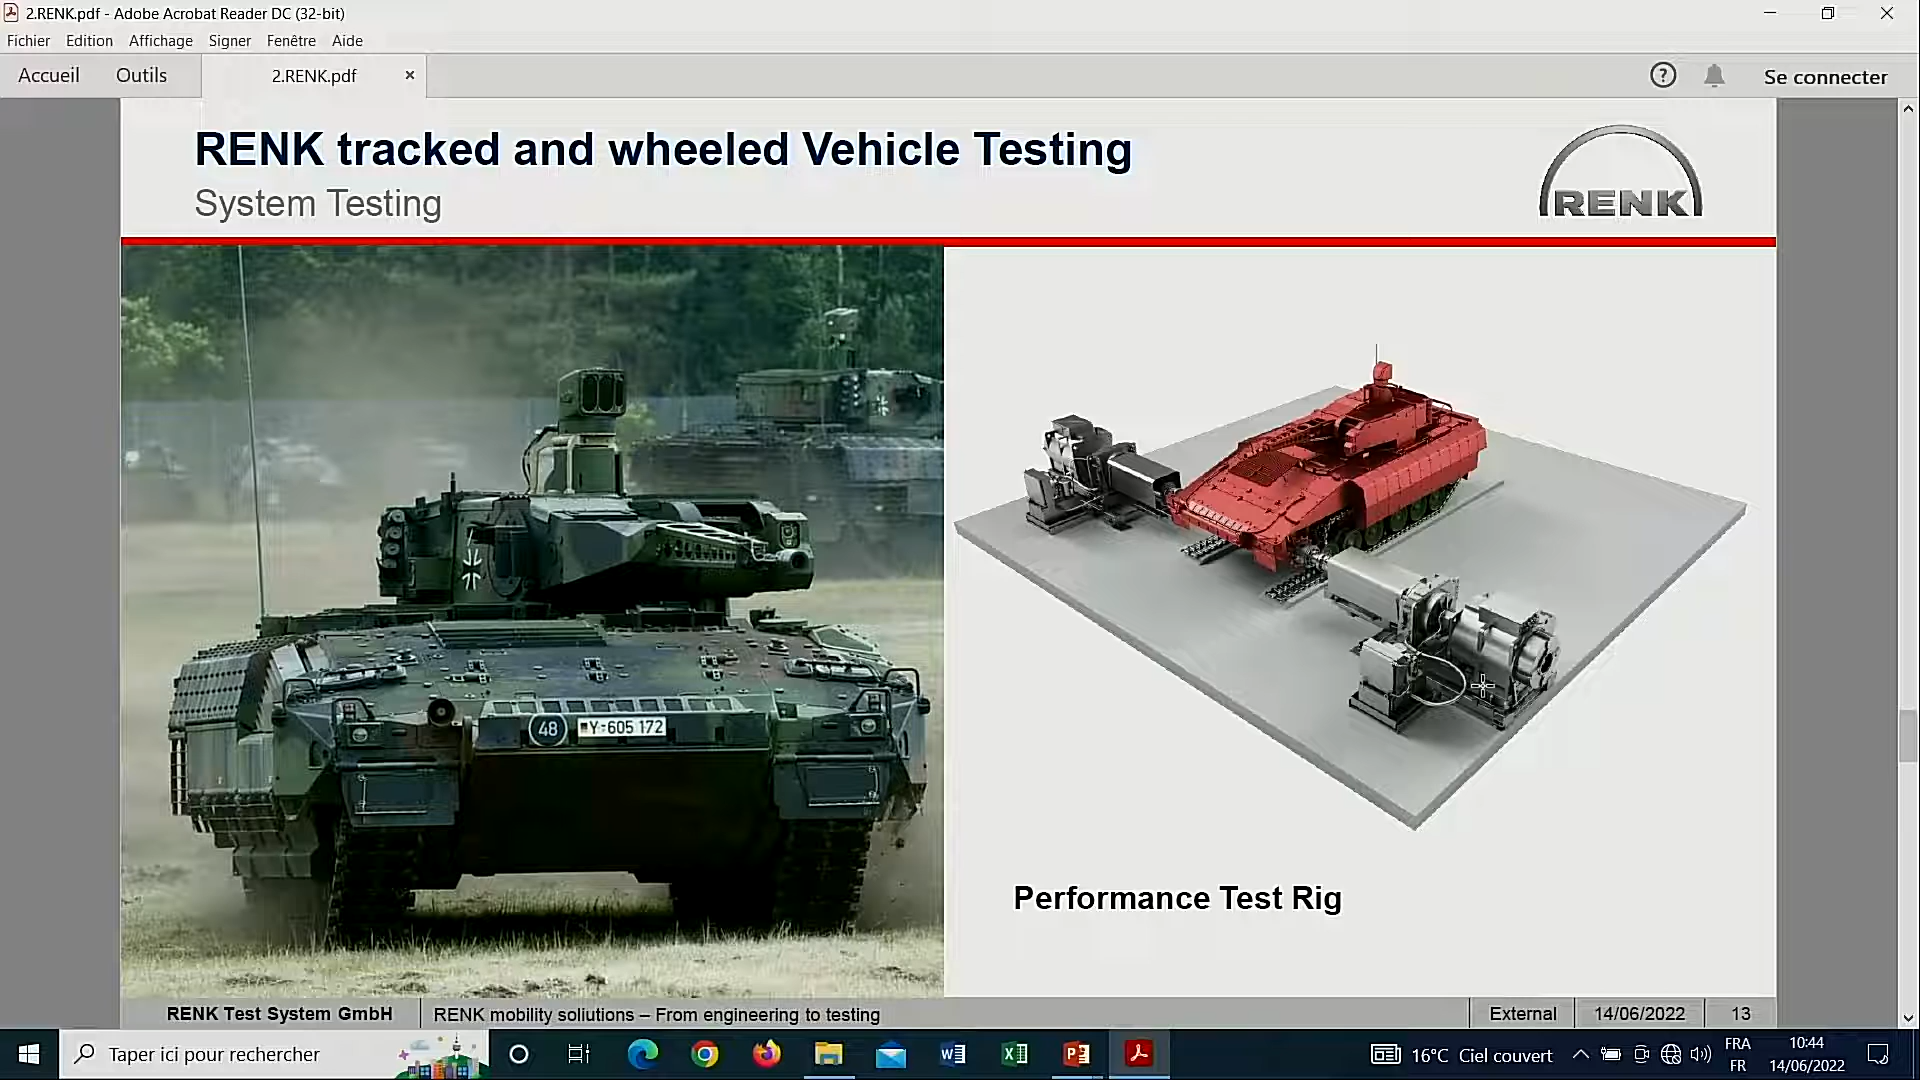 2.RENK.pdf - Adobe Acrobat Reader DC (32-bit)
Fichier Edition Affichage Signer Fenêtre Aide
Accueil Outils 2.RENK.pdf × ? Se connecter
RENK tracked and wheeled Vehicle Testing
System Testing
RENK
48 Y-605 172
Performance Test Rig
RENK Test System GmbH RENK mobility soliutions – From engineering to testing External 14/06/2022 13
Taper ici pour rechercher 16°C Ciel couvert FRA FR 10:44 14/06/2022